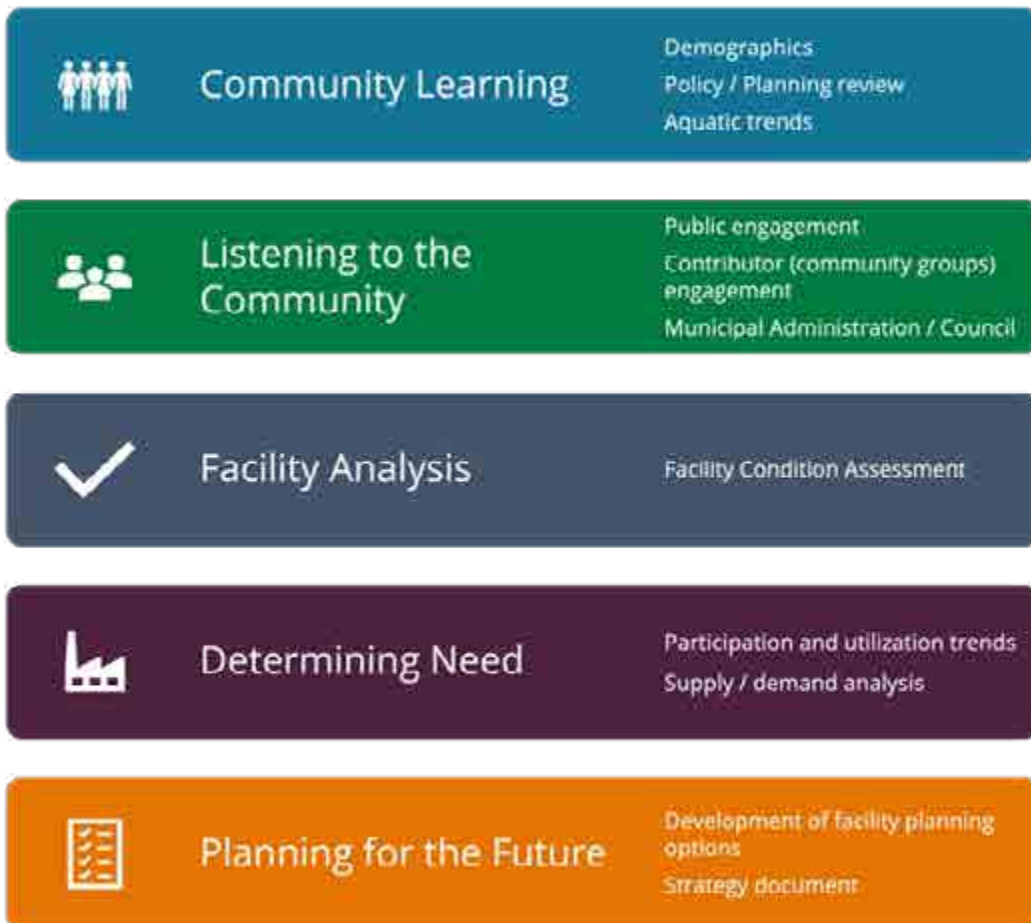 Community Learning
Demographics
Policy / Planning review
Aquatic trends
Listening to the
Community
Public engagement
Contributor (community groups)
engagement
Municipal Administration / Council
Facility Analysis
Facility Condition Assessment
Determining Need
Participation and utilization trends
Supply / demand analysis
Planning for the Future
Development of facility planning
options
Strategy document